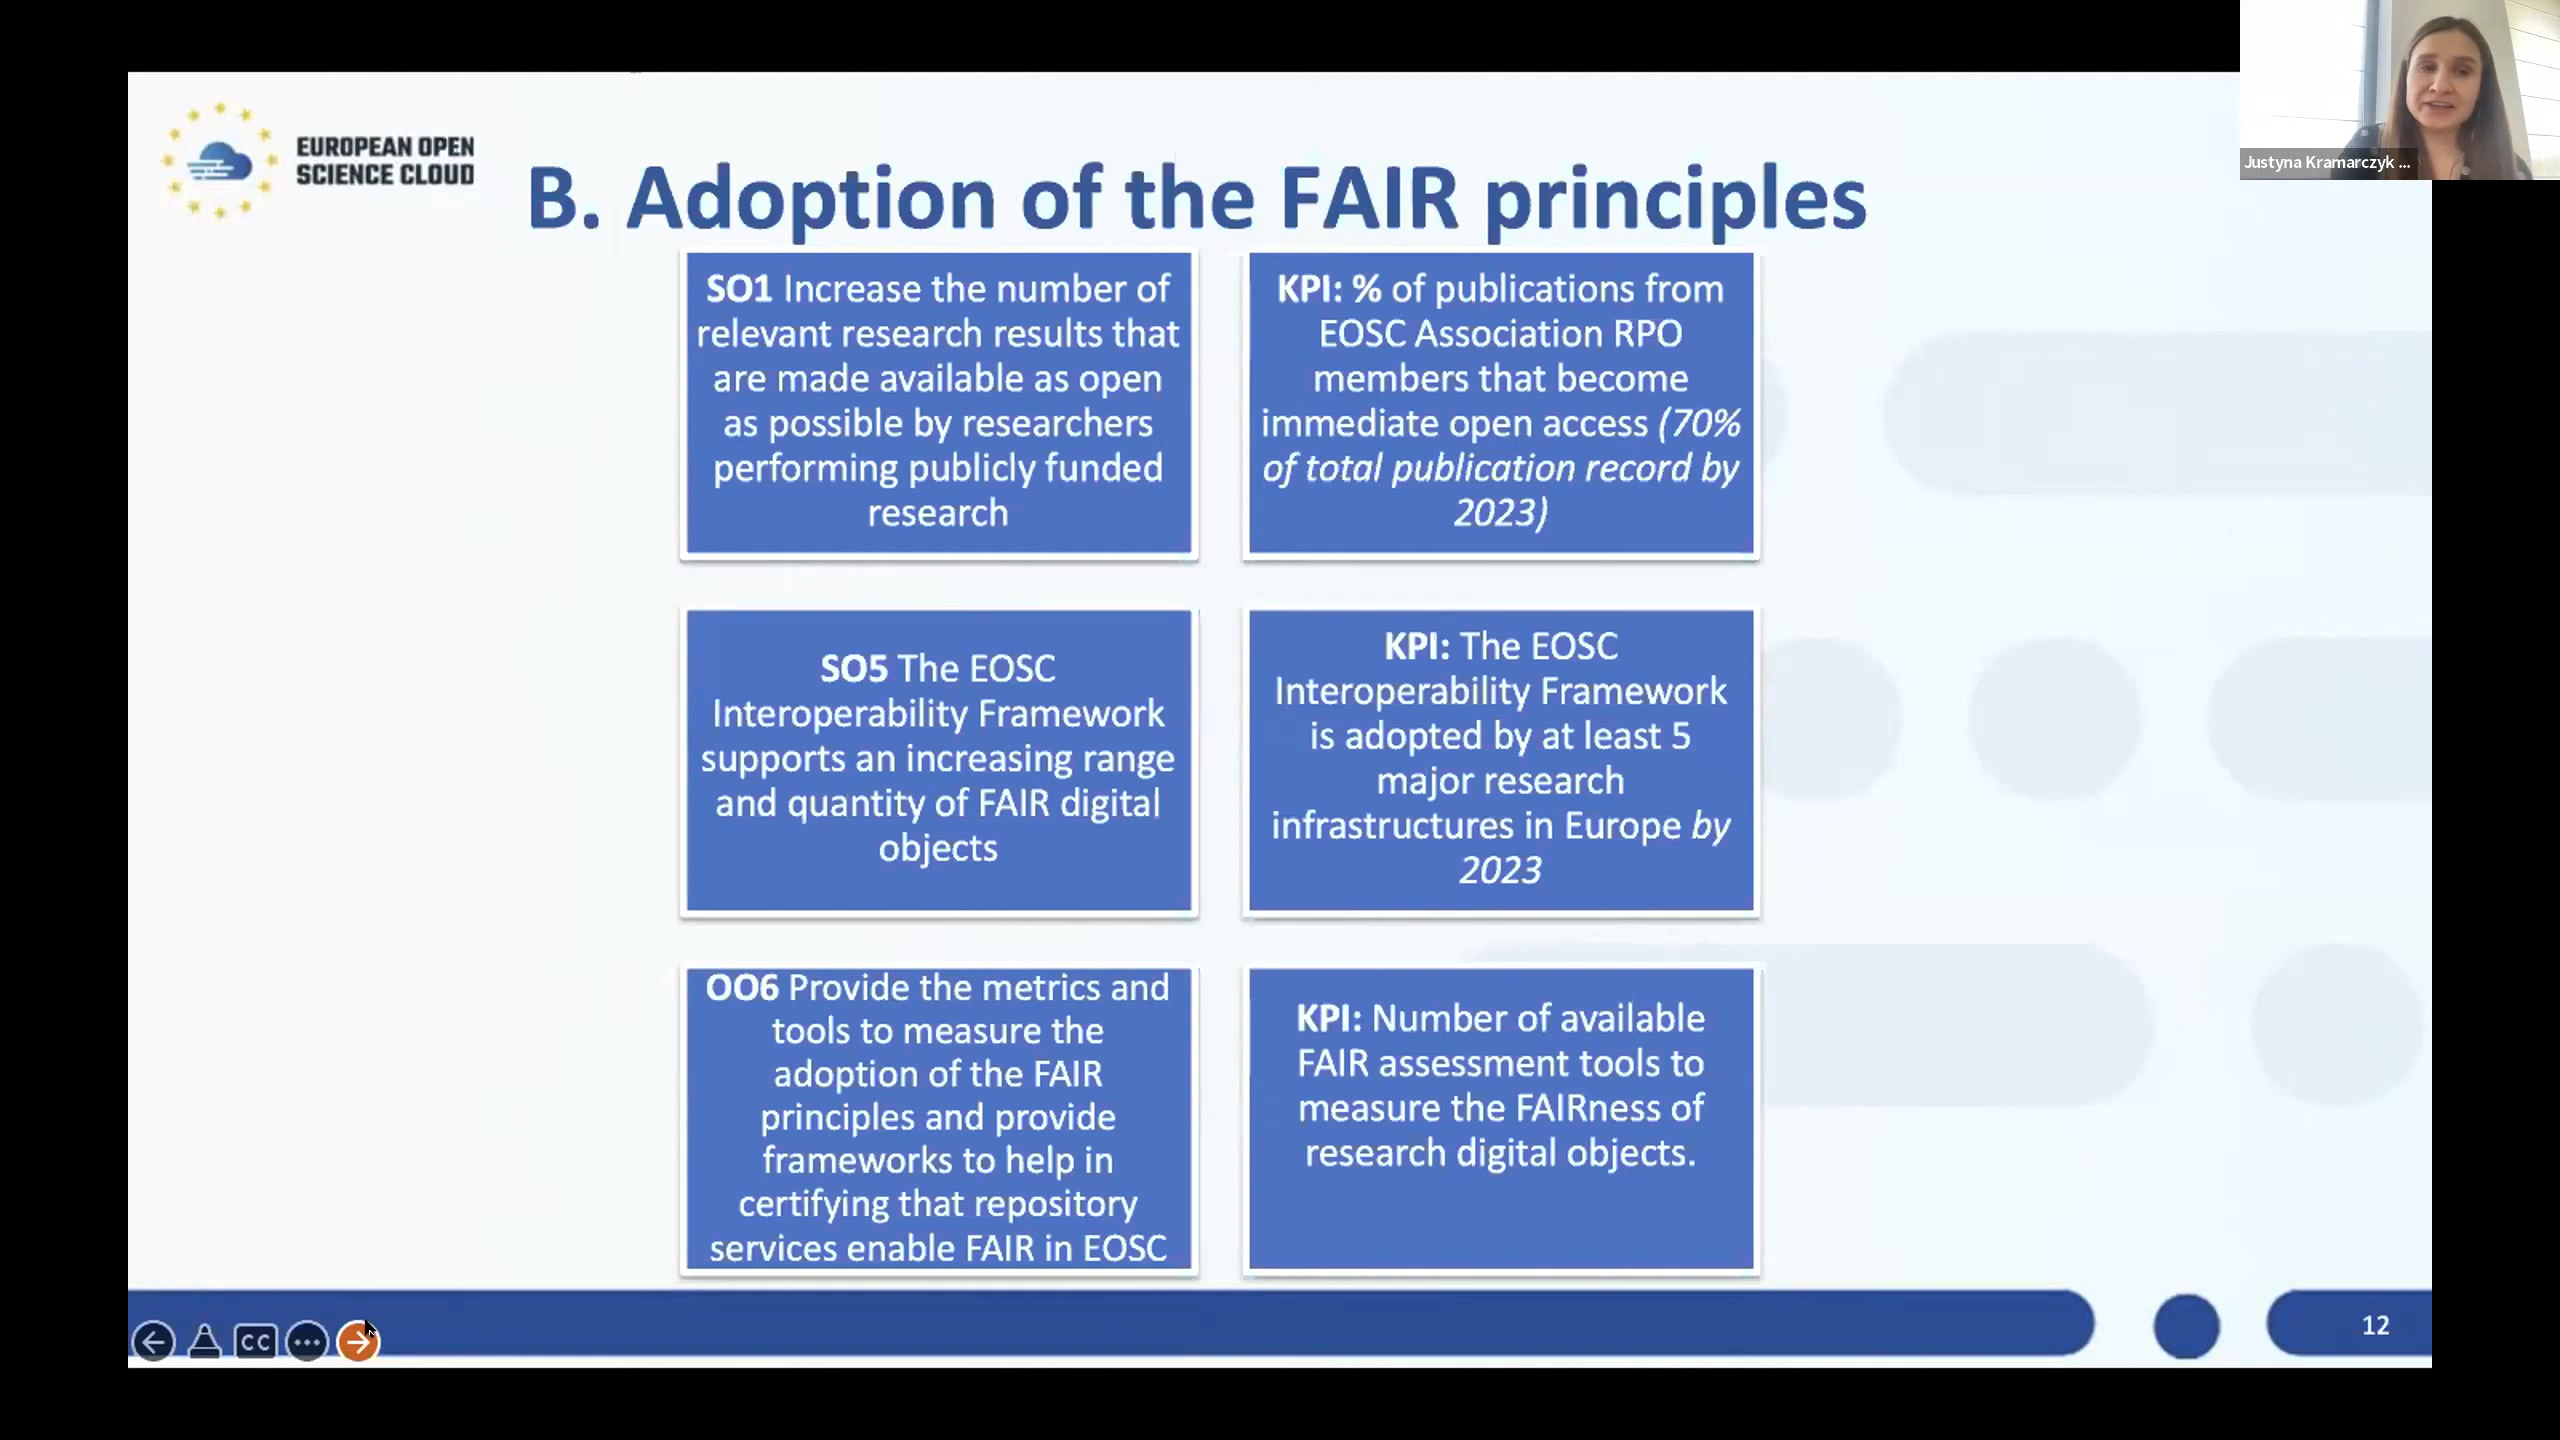 EUROPEAN OPEN
SCIENCE CLOUD
B. Adoption of the FAIR principles
SO1 Increase the number of
relevant research results that
are made available as open
as possible by researchers
performing publicly funded
research
KPI: % of publications from
EOSC Association RPO
members that become
immediate open access (70%
of total publication record by
2023)
SO5 The EOSC
Interoperability Framework
supports an increasing range
and quantity of FAIR digital
objects
KPI: The EOSC
Interoperability Framework
is adopted by at least 5
major research
infrastructures in Europe by
2023
OO6 Provide the metrics and
tools to measure the
adoption of the FAIR
principles and provide
frameworks to help in
certifying that repository
services enable FAIR in EOSC
KPI: Number of available
FAIR assessment tools to
measure the FAIRness of
research digital objects.
12
CC
Justyna Kramarczyk ...